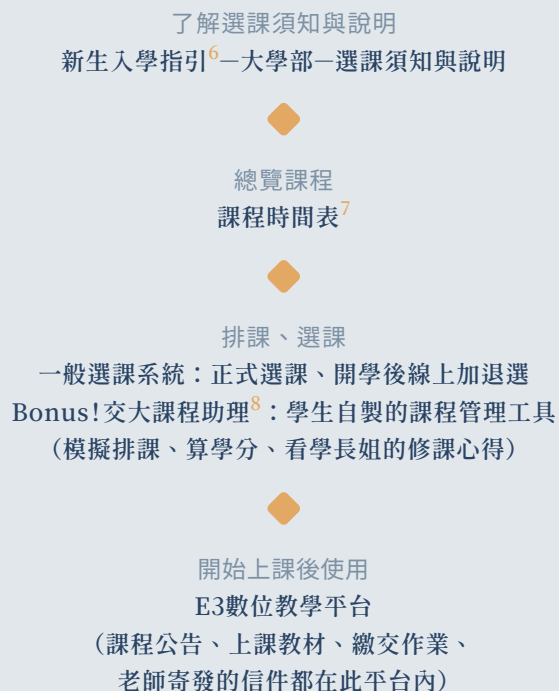 了解選課須知與說明
新生入學指引6—大學部—選課須知與說明
總覽課程
課程時間表7
排課、選課
一般選課系統：正式選課、開學後線上加退選
Bonus!交大課程助理8：學生自製的課程管理工具
（模擬排課、算學分、看學長姐的修課心得）
開始上課後使用
E3數位教學平台
（課程公告、上課教材、繳交作業、
老師寄發的信件都在此平台內）